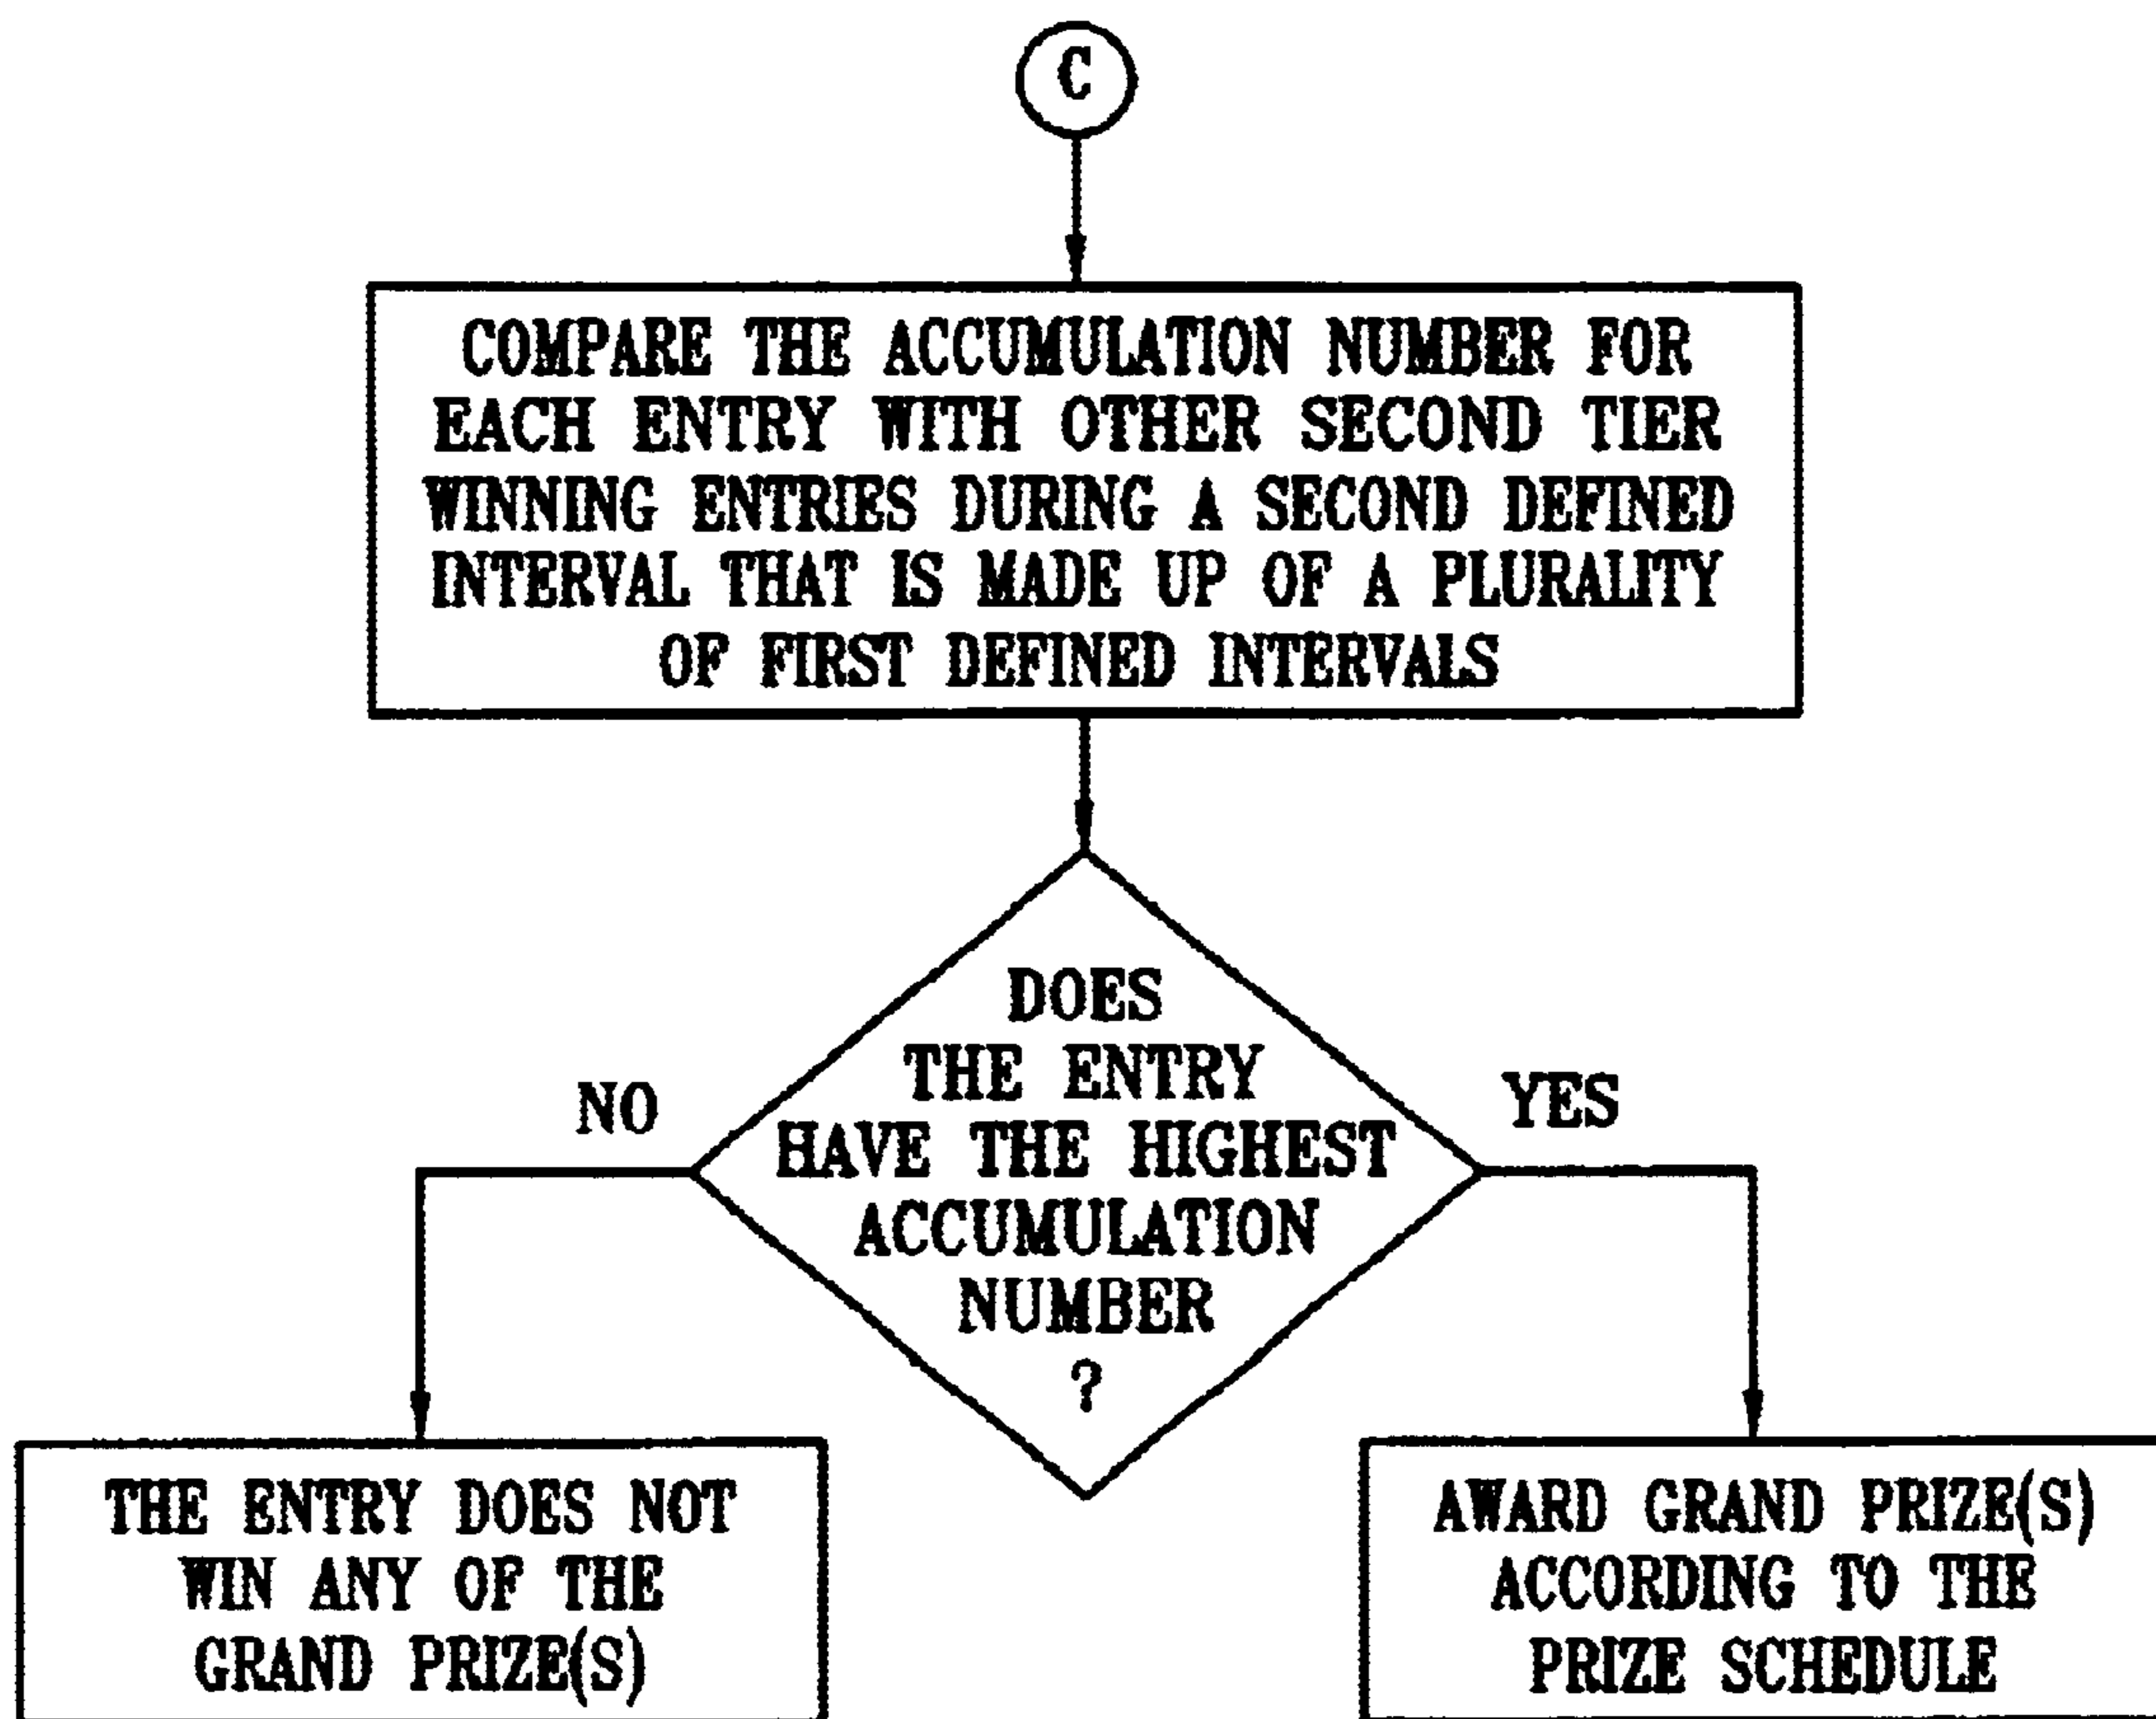 C
COMPARE THE ACCUMULATION NUMBER FOR
EACH ENTRY WITH OTHER SECOND TIER
WINNING ENTRIES DURING A SECOND DEFINED
INTERVAL THAT IS MADE UP OF A PLURALITY
OF FIRST DEFINED INTERVALS
DOES
THE ENTRY
HAVE THE HIGHEST
ACCUMULATION
NUMBER
?
NO
YES
THE ENTRY DOES NOT
WIN ANY OF THE
GRAND PRIZE(S)
AWARD GRAND PRIZE(S)
ACCORDING TO THE
PRIZE SCHEDULE